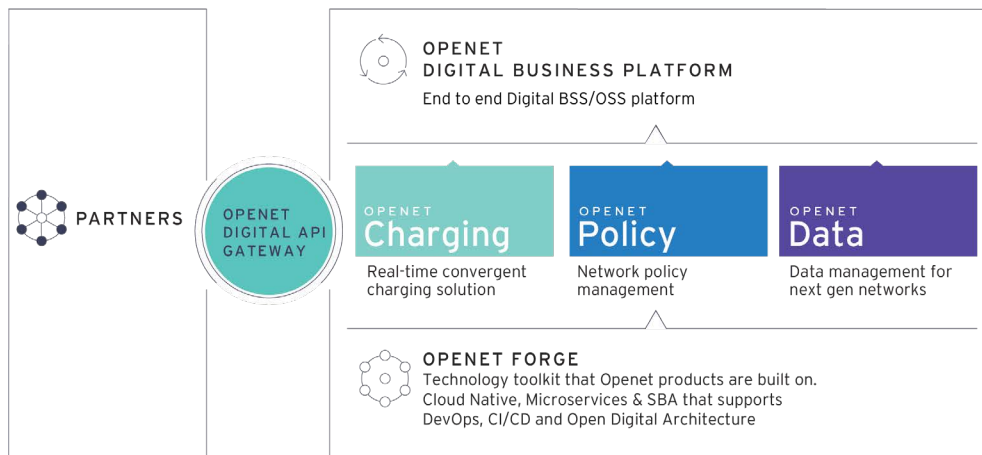 PARTNERS
OPENET
DIGITAL API
GATEWAY
OPENET
DIGITAL BUSINESS PLATFORM
End to end Digital BSS/OSS platform
OPENET
Charging
Real-time convergent
charging solution
OPENET
Policy
Network policy
management
OPENET
Data
Data management for
next gen networks
OPENET FORGE
Technology toolkit that Openet products are built on.
Cloud Native, Microservices & SBA that supports
DevOps, CI/CD and Open Digital Architecture